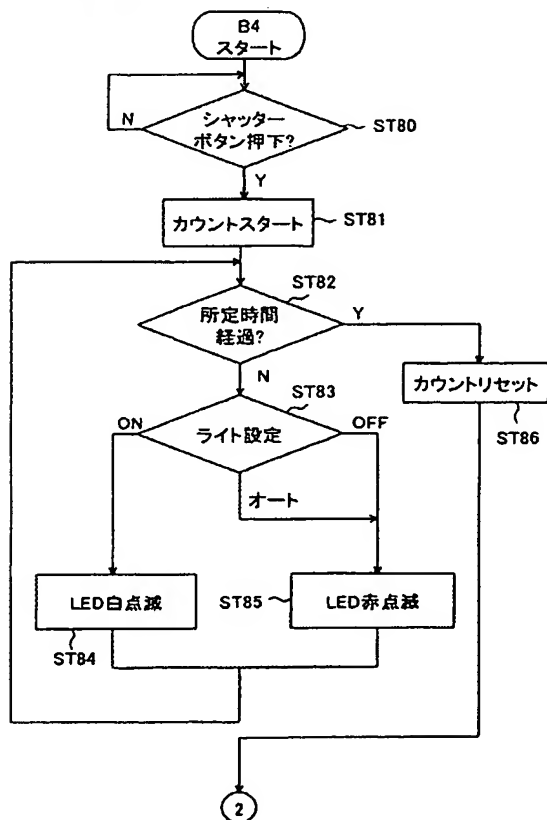 B4
スタート
シャッター
ボタン押下?
N
ST80
Y
カウントスタート
ST81
ST82
所定時間
経過?
Y
N
カウントリセット
ST86
ST83
ON
ライト設定
OFF
オート
LED白点滅
ST84
ST85
LED赤点滅
2